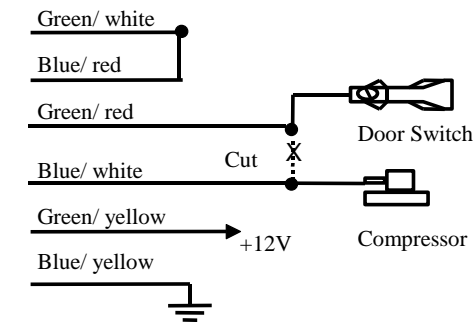 Green/ white
Blue/ red
Green/ red
Door Switch
Cut
X
Blue/ white
Green/ yellow
+12V
Compressor
Blue/ yellow